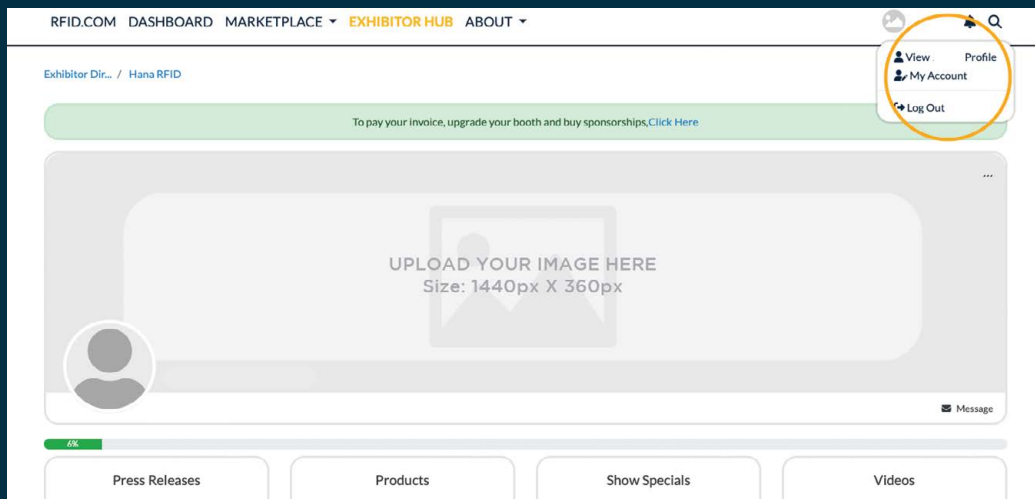 RFID.COM DASHBOARD MARKETPLACE EXHIBITOR HUB ABOUT
View Profile
My Account
Log Out
Exhibitor Dir... / Hana RFID
To pay your invoice, upgrade your booth and buy sponsorships,Click Here
...
UPLOAD YOUR IMAGE HERE
Size: 1440px X 360px
Message
6%
Press Releases Products Show Specials Videos